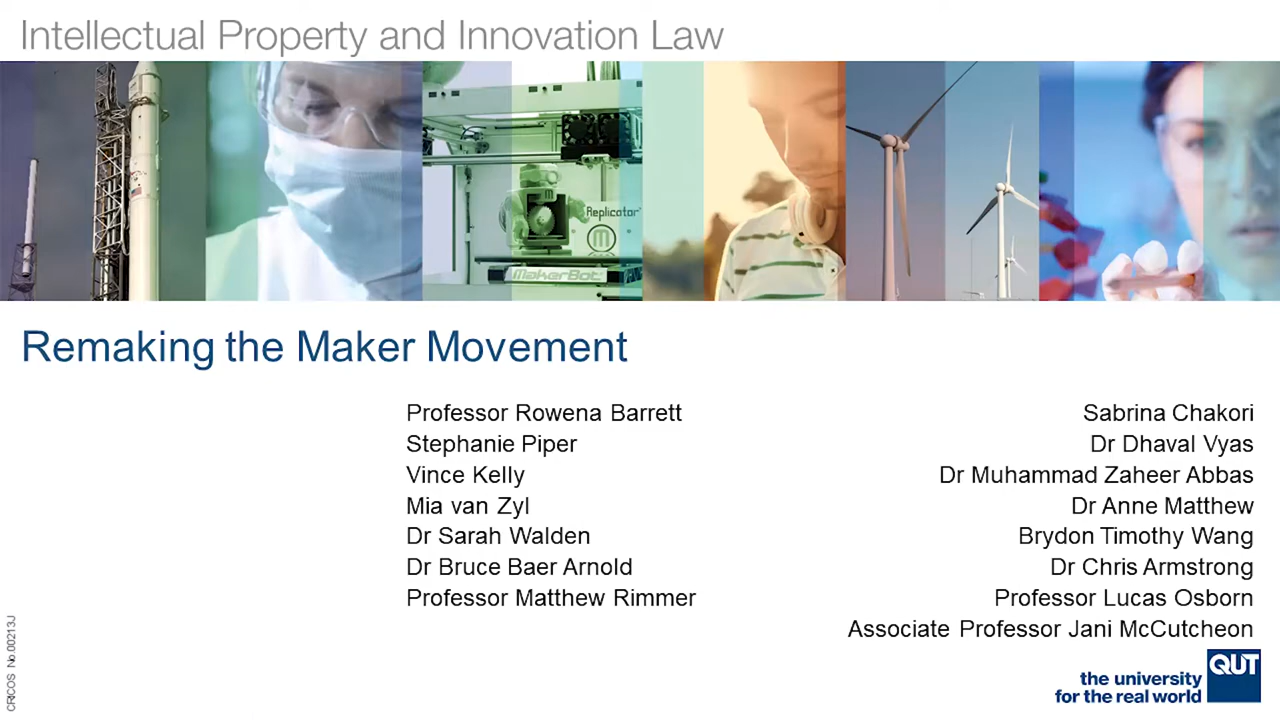 Intellectual Property and Innovation Law
Replicator
MakerBot
Remaking the Maker Movement
Professor Rowena Barrett
Stephanie Piper
Vince Kelly
Mia van Zyl
Dr Sarah Walden
Dr Bruce Baer Arnold
Professor Matthew Rimmer
Sabrina Chakori
Dr Dhaval Vyas
Dr Muhammad Zaheer Abbas
Dr Anne Matthew
Brydon Timothy Wang
Dr Chris Armstrong
Professor Lucas Osborn
Associate Professor Jani McCutcheon
CRICOS No.00213J
the university
for the real world
QUT